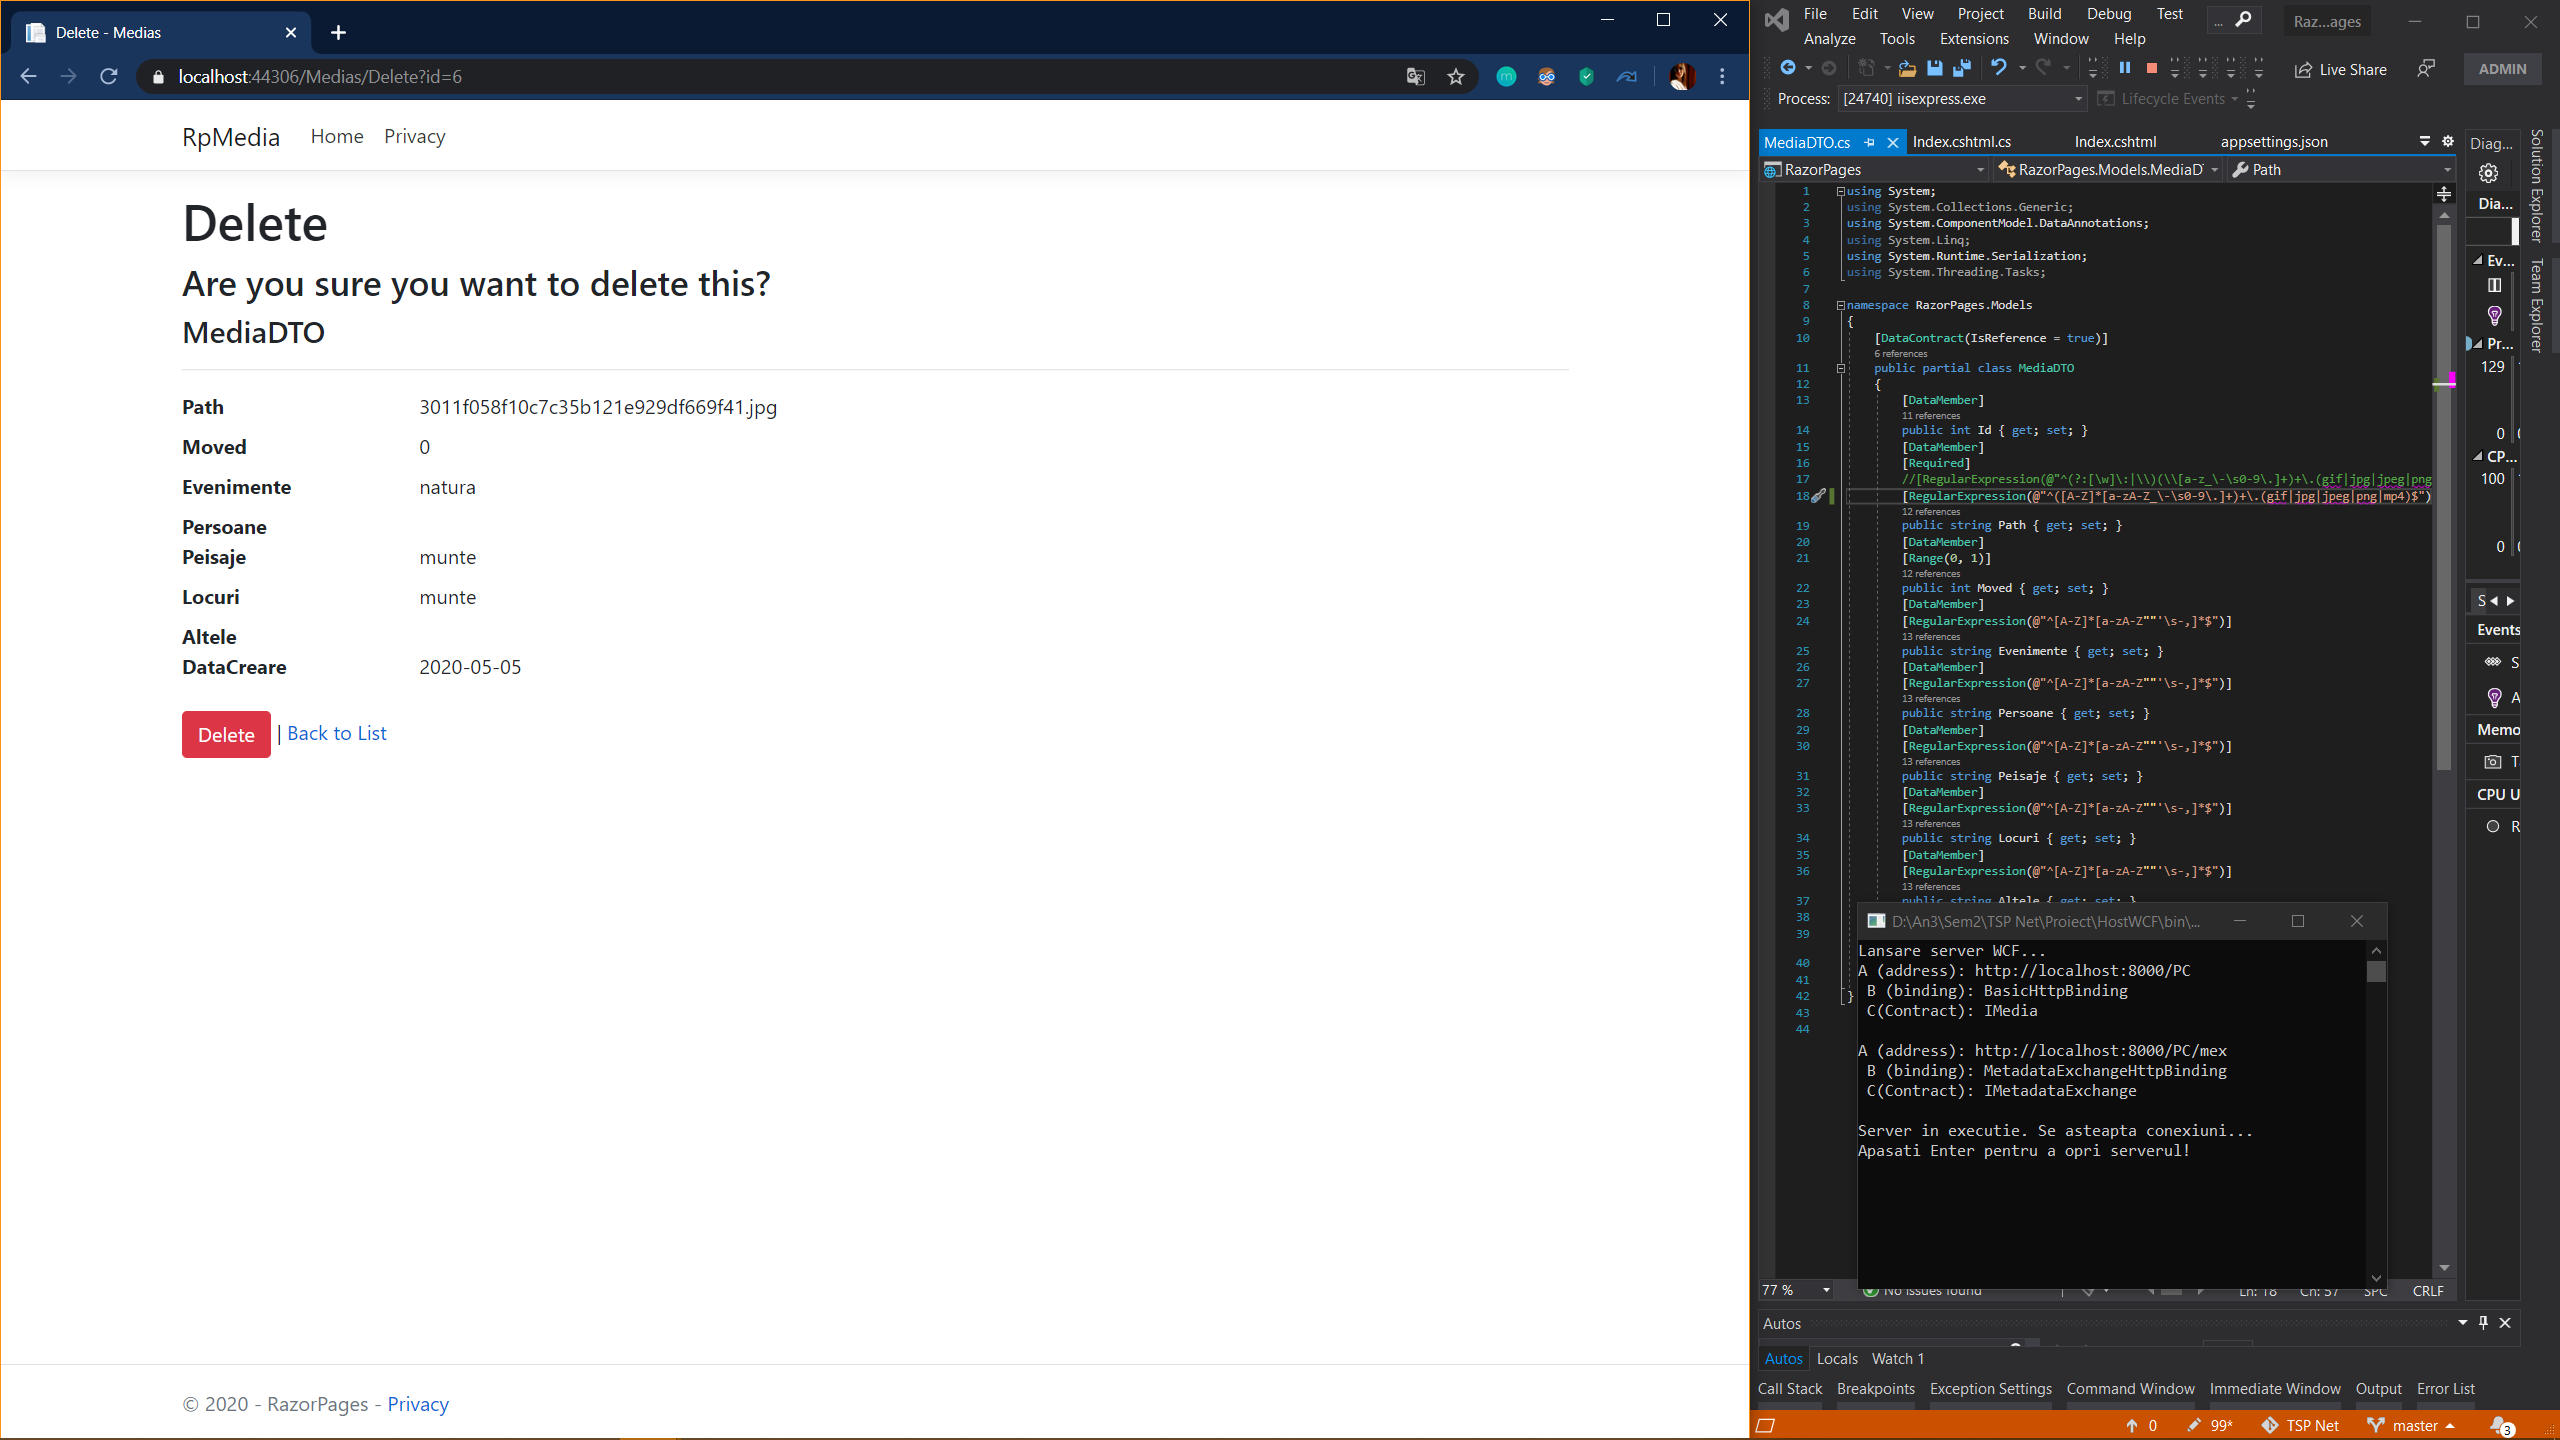 Delete - Medias
localhost:44306/Medias/Delete?id=6
RpMedia Home Privacy
Delete
Are you sure you want to delete this?
MediaDTO
Path 3011f058f10c7c35b121e929df669f41.jpg
Moved 0
Evenimente natura
Persoane
Peisaje munte
Locuri munte
Altele
DataCreare 2020-05-05
Delete | Back to List
© 2020 - RazorPages - Privacy
File Edit View Project Build Debug Test ... Raz...ages
Analyze Tools Extensions Window Help
Live Share ADMIN
Process: [24740] iisexpress.exe Lifecycle Events
MediaDTO.cs Index.cshtml.cs Index.cshtml appsettings.json
RazorPages RazorPages.Models.MediaD Path
1 using System;
2 using System.Collections.Generic;
3 using System.ComponentModel.DataAnnotations;
4 using System.Linq;
5 using System.Runtime.Serialization;
6 using System.Threading.Tasks;
7
8 namespace RazorPages.Models
9 {
10 [DataContract(IsReference = true)]
6 references
11 public partial class MediaDTO
12 {
13 [DataMember]
11 references
14 public int Id { get; set; }
15 [DataMember]
16 [Required]
17 //[RegularExpression(@"^(?:[\w]\:|\\)(\\[a-z_\-\s0-9\.]+)+\.(gif|jpg|jpeg|png
18 [RegularExpression(@"^([A-Z]*[a-zA-Z_\-\s0-9\.]+)+\.(gif|jpg|jpeg|png|mp4)$")
12 references
19 public string Path { get; set; }
20 [DataMember]
21 [Range(0, 1)]
12 references
22 public int Moved { get; set; }
23 [DataMember]
24 [RegularExpression(@"^[A-Z]*[a-zA-Z""'\s-,]*$")]
13 references
25 public string Evenimente { get; set; }
26 [DataMember]
27 [RegularExpression(@"^[A-Z]*[a-zA-Z""'\s-,]*$")]
13 references
28 public string Persoane { get; set; }
29 [DataMember]
30 [RegularExpression(@"^[A-Z]*[a-zA-Z""'\s-,]*$")]
13 references
31 public string Peisaje { get; set; }
32 [DataMember]
33 [RegularExpression(@"^[A-Z]*[a-zA-Z""'\s-,]*$")]
13 references
34 public string Locuri { get; set; }
35 [DataMember]
36 [RegularExpression(@"^[A-Z]*[a-zA-Z""'\s-,]*$")]
13 references
37 public string Altele { get; set; }
38
39
40
41
42 }
43
44
D:\An3\Sem2\TSP Net\Proiect\HostWCF\bin\...
Lansare server WCF...
A (address): http://localhost:8000/PC
B (binding): BasicHttpBinding
C(Contract): IMedia
A (address): http://localhost:8000/PC/mex
B (binding): MetadataExchangeHttpBinding
C(Contract): IMetadataExchange
Server in executie. Se asteapta conexiuni...
Apasati Enter pentru a opri serverul!
77 % No issues found Ln: 18 Ch: 57 SPC CRLF
Diag...
Dia...
Ev...
Pr...
129
0
CP...
100
0
S
Events
S
A
Memo
T
CPU U
R
Solution Explorer
Team Explorer
Autos
Autos Locals Watch 1
Call Stack Breakpoints Exception Settings Command Window Immediate Window Output Error List
0 99* TSP Net master 3